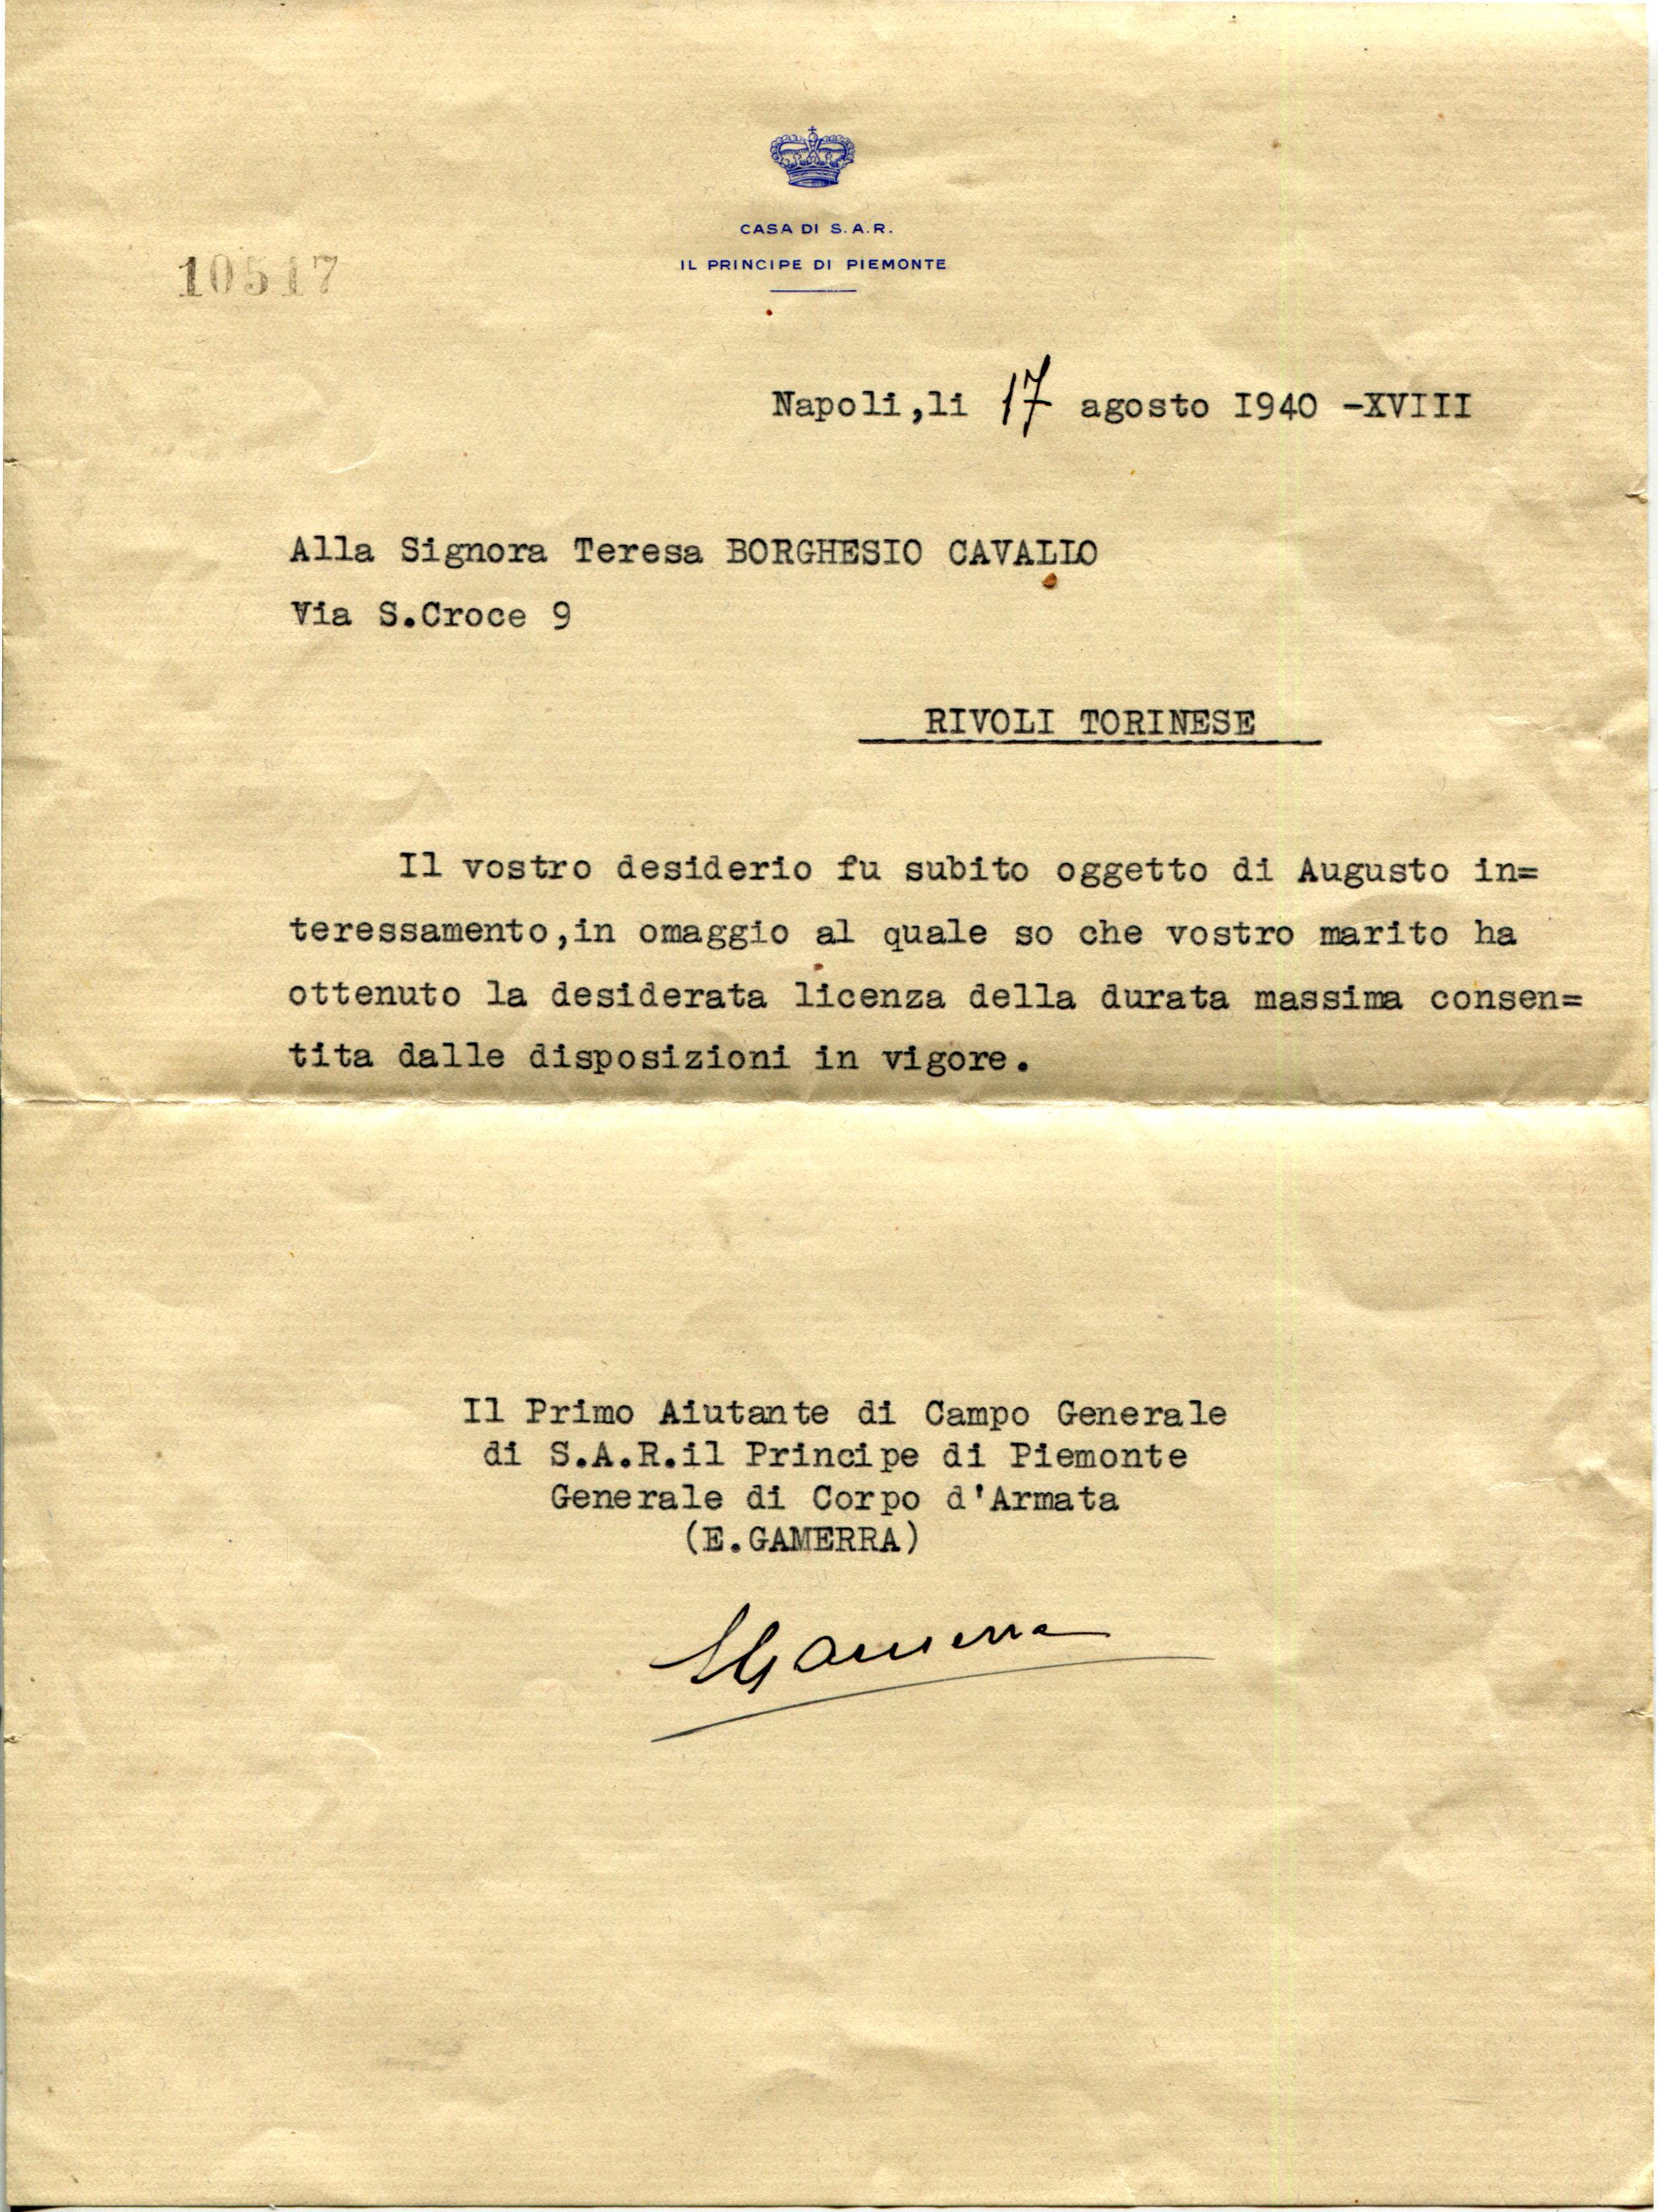 CASA DI S.A.R.
IL PRINCIPE DI PIEMONTE
10517
Napoli,li 17 agosto I940 -XVIII
Alla Signora Teresa BORGHESIO CAVALLO
Via S.Croce 9
RIVOLI TORINESE
Il vostro desiderio fu subito oggetto di Augusto in=
teressamento,in omaggio al quale so che vostro marito ha
ottenuto la desiderata licenza della durata massima consen=
tita dalle disposizioni in vigore.
Il Primo Aiutante di Campo Generale
di S.A.R.il Principe di Piemonte
Generale di Corpo d'Armata
(E.GAMERRA)
EGamerra